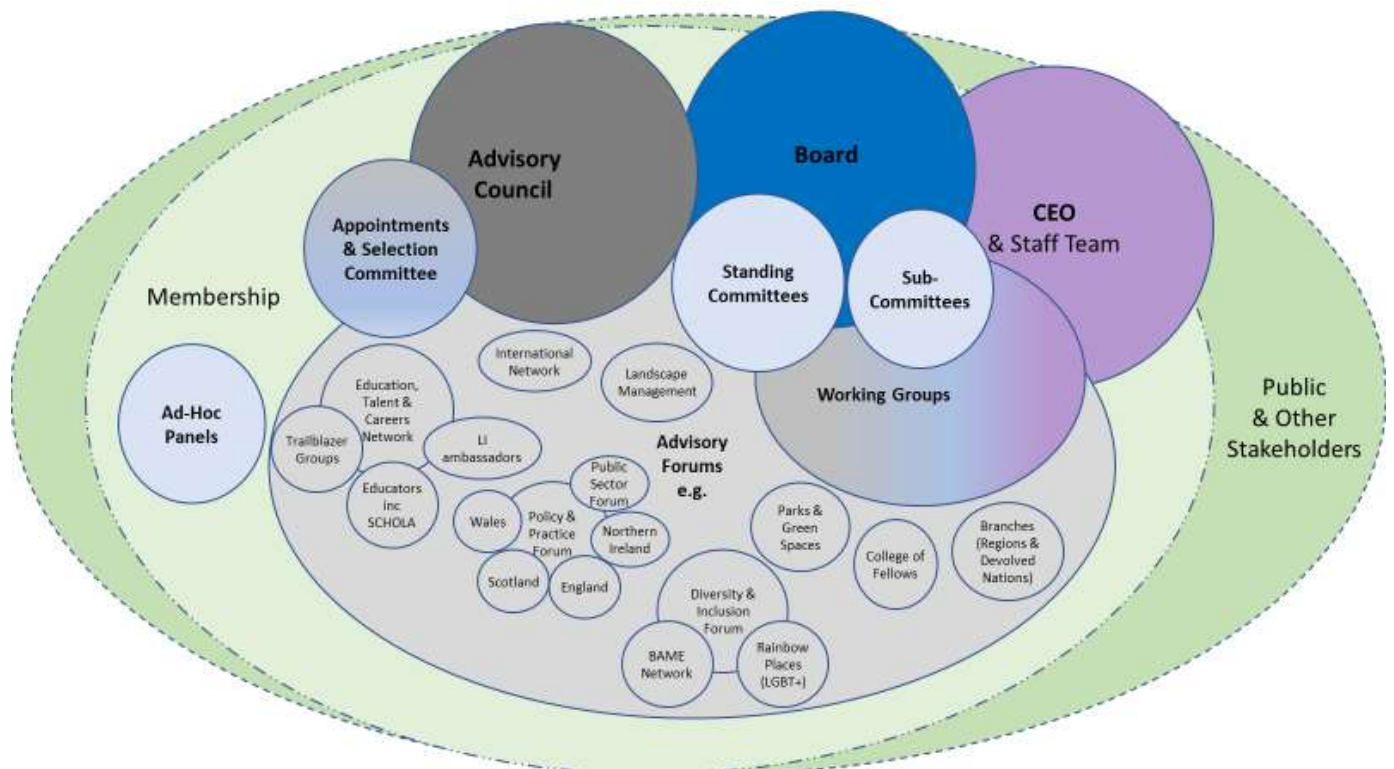 Advisory
Council
Board
CEO
& Staff Team
Appointments
& Selection
Committee
Standing
Committees
Sub-
Committees
Membership
Working Groups
Public
& Other
Stakeholders
Ad-Hoc
Panels
International
Network
Landscape
Management
Education,
Talent &
Careers
Network
Trailblazer
Groups
LI
ambassadors
Educators
inc
SCHOLA
Advisory
Forums
e.g.
Public
Sector
Forum
Wales
Policy &
Practice
Forum
Northern
Ireland
Scotland
England
Parks &
Green
Spaces
College of
Fellows
Branches
(Regions &
Devolved
Nations)
Diversity &
Inclusion
Forum
BAME
Network
Rainbow
Places
(LGBT+)